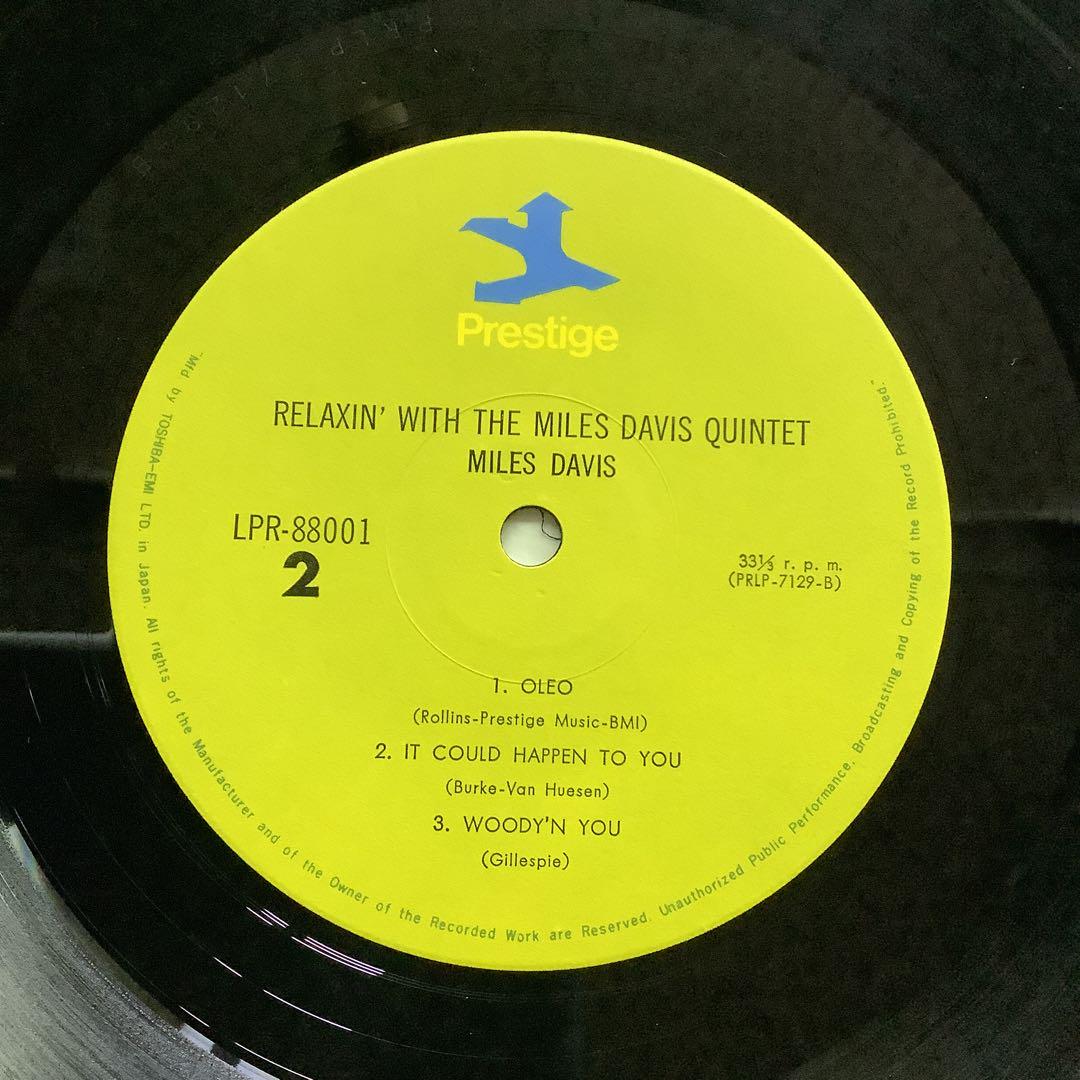 Prestige
RELAXIN' WITH THE MILES DAVIS QUINTET
MILES DAVIS
LPR-88001
2
33⅓ r. p. m.
(PRLP-7129-B)
1. OLEO
(Rollins-Prestige Music-BMI)
2. IT COULD HAPPEN TO YOU
(Burke-Van Huesen)
3. WOODY'N YOU
(Gillespie)
"Mfd by TOSHIBA-EMI LTD. in Japan. All rights of the Manufacturer and of the Owner of the Recorded Work are Reserved. Unauthorized Public Performance, Broadcasting and Copying of the Record Prohibited."